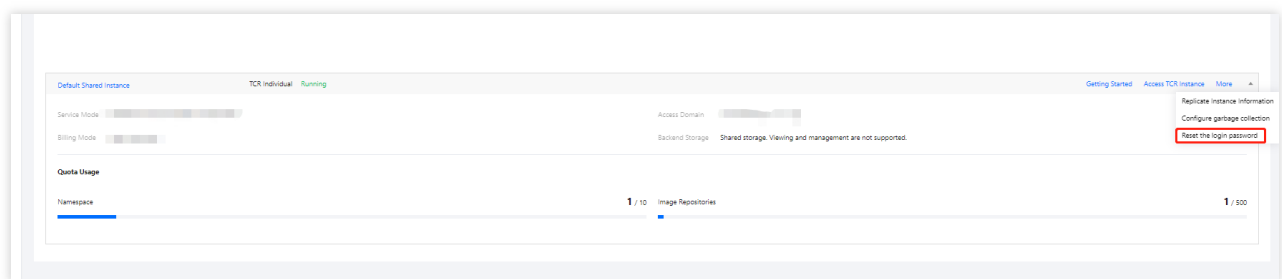 Default Shared Instance TCR Individual Running Getting Started Access TCR Instance More
Replicate Instance Information
Service Mode Access Domain
Configure garbage collection
Billing Mode Backend Storage Shared storage. Viewing and management are not supported.
Reset the login password
Quota Usage
Namespace 1 / 10 Image Repositories 1 / 500